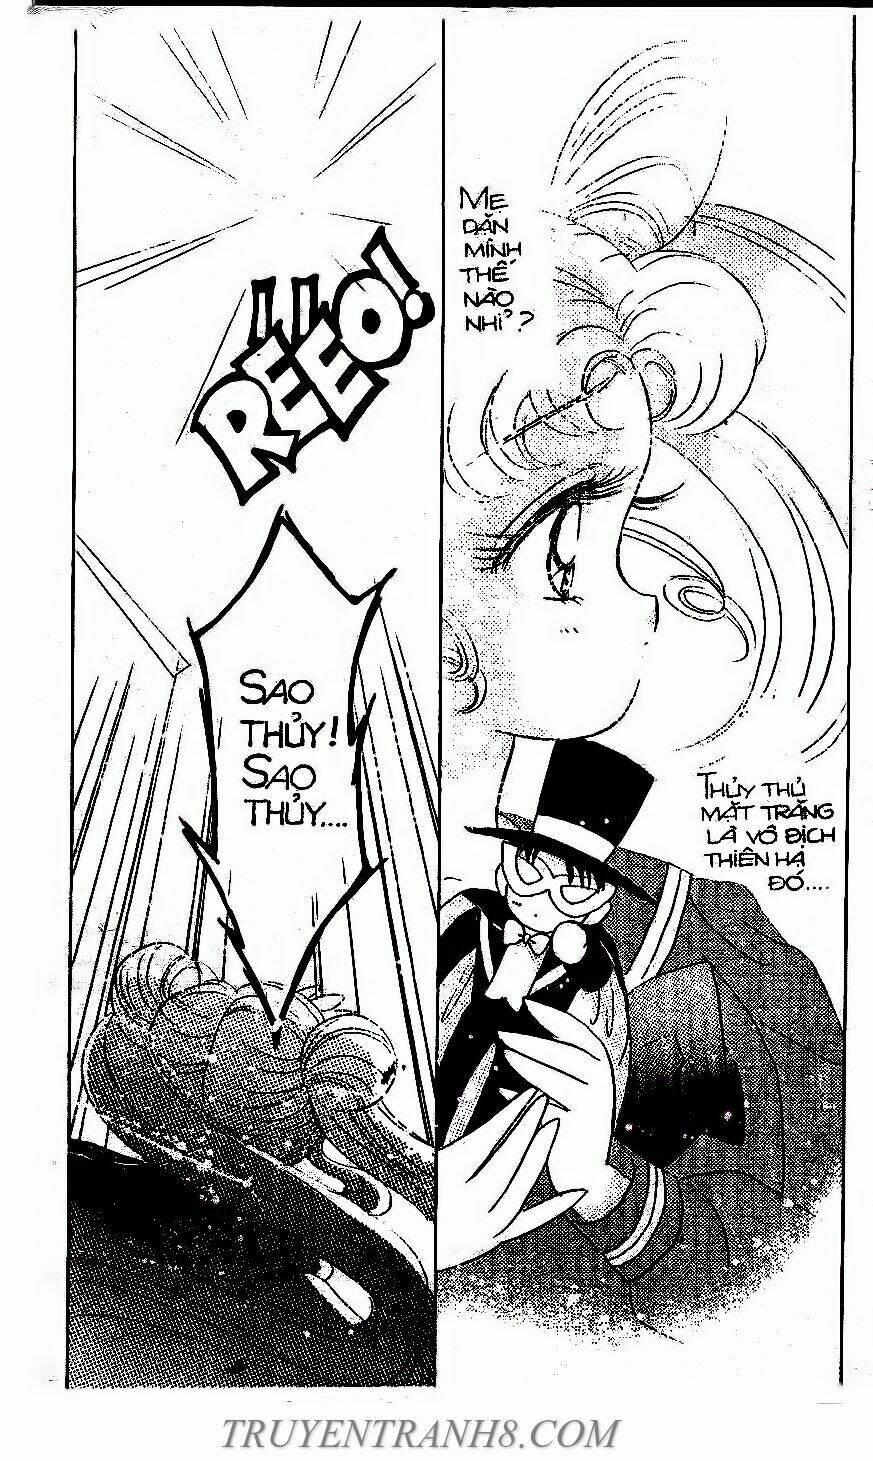 MẸ
DẶN
MÌNH
THẾ
NÀO
NHỈ?
THỦY THỦ
MẶT TRĂNG
LÀ VÔ ĐỊCH
THIÊN HẠ
ĐÓ....
I.I.
RÉEO!
SAO
THỦY!
SAO
THỦY....
TRUYENTRANH8.COM